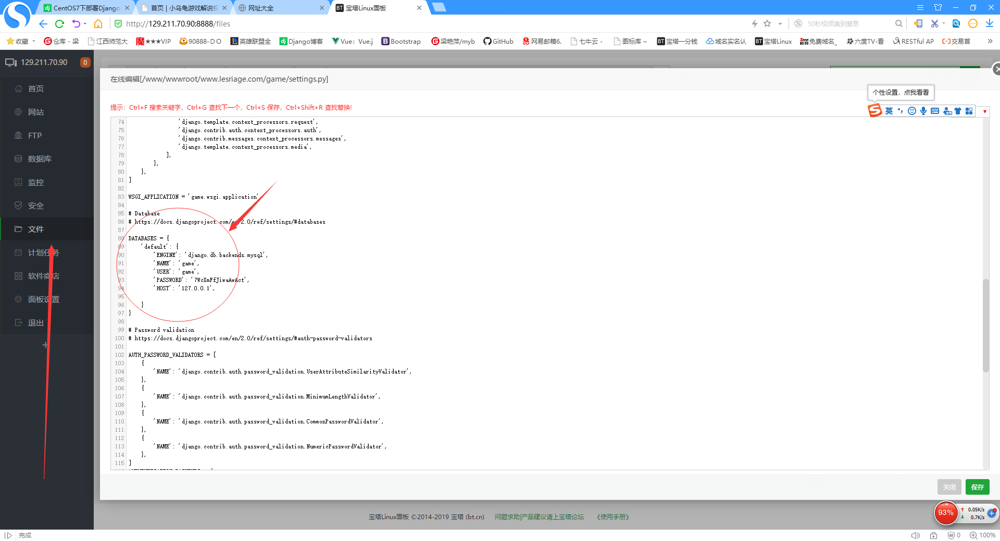 CentOS7下部署Django
首页 | 小乌龟游戏解说视
网址大全
BT 宝塔Linux面板
http://129.211.70.90:8888/files
50秒视频美到窒息
收藏
仓库 - 梁
江西师范大
★★★VIP
90888-D O
英雄联盟全
Django博客
Vue：Vue.j
Bootstrap
梁艳萍/myb
GitHub
网易邮箱6.
七牛云 -
图标库 –
BT 宝塔一分钱
域名实名认
BT 宝塔Linux
免费域名_
六度TV-看
RESTful AP
交易首
129.211.70.90
0
首页
网站
FTP
数据库
监控
安全
文件
计划任务
软件商店
面板设置
退出
在线编辑[/www/wwwroot/www.lesriage.com/game/settings.py]
个性设置，点我看看
英
提示：Ctrl+F 搜索关键字，Ctrl+G 查找下一个，Ctrl+S 保存，Ctrl+Shift+R 查找替换!
74 'django.template.context_processors.request',
75 'django.contrib.auth.context_processors.auth',
76 'django.contrib.messages.context_processors.messages',
77 'django.template.context_processors.media',
78 ],
79 },
80 },
81 ]
82
83 WSGI_APPLICATION = 'game.wsgi.application'
84
85 # Database
86 # https://docs.djangoproject.com/en/2.0/ref/settings/#databases
87
88 DATABASES = {
89 'default': {
90 'ENGINE': 'django.db.backends.mysql',
91 'NAME': 'game',
92 'USER': 'game',
93 'PASSWORD': '7WcXmFfJiwaAwAct',
94 'HOST': '127.0.0.1',
95
96 }
97 }
98
99 # Password validation
100 # https://docs.djangoproject.com/en/2.0/ref/settings/#auth-password-validators
101
102 AUTH_PASSWORD_VALIDATORS = [
103 {
104 'NAME': 'django.contrib.auth.password_validation.UserAttributeSimilarityValidator',
105 },
106 {
107 'NAME': 'django.contrib.auth.password_validation.MinimumLengthValidator',
108 },
109 {
110 'NAME': 'django.contrib.auth.password_validation.CommonPasswordValidator',
111 },
112 {
113 'NAME': 'django.contrib.auth.password_validation.NumericPasswordValidator',
114 },
115 ]
关闭
保存
宝塔Linux面板 ©2014-2019 宝塔 (bt.cn)
问题求助|产品建议请上宝塔论坛
《使用手册》
93%
0.05K/s
0.7K/s
完成
0
100%